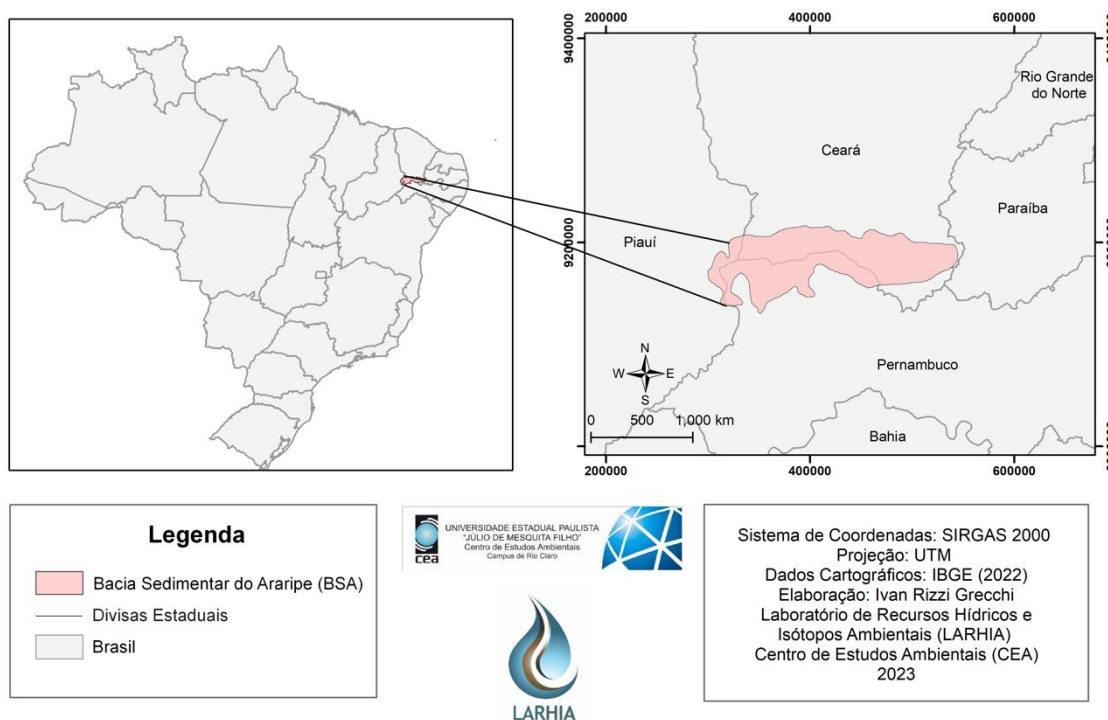 200000
400000
600000
9400000
9400000
Rio Grande
do Norte
Ceará
Paraíba
Piauí
9200000
Pernambuco
N
W
E
S
0
500
1,000 km
Bahia
200000
400000
600000
Legenda
Bacia Sedimentar do Araripe (BSA)
Divisas Estaduais
Brasil
cea
UNIVERSIDADE ESTADUAL PAULISTA
"JÚLIO DE MESQUITA FILHO"
Centro de Estudos Ambientais
Campus de Rio Claro
LARHIA
Sistema de Coordenadas: SIRGAS 2000
Projeção: UTM
Dados Cartográficos: IBGE (2022)
Elaboração: Ivan Rizzi Grecchi
Laboratório de Recursos Hídricos e
Isótopos Ambientais (LARHIA)
Centro de Estudos Ambientais (CEA)
2023